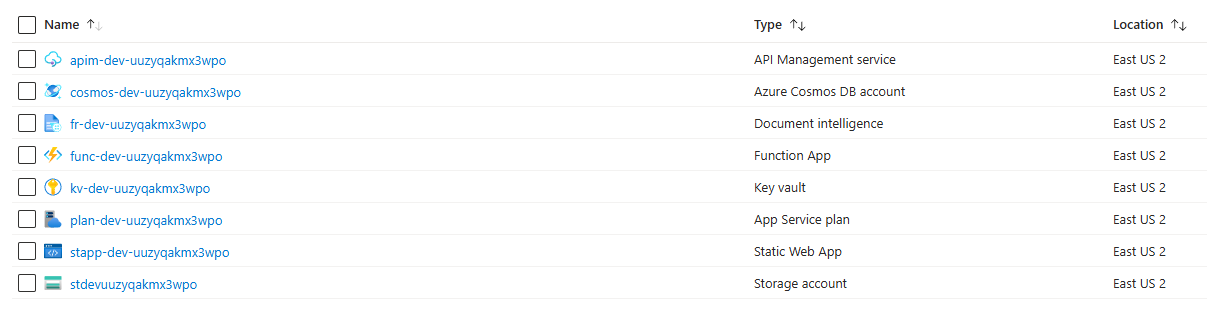 Name ↑↓ Type ↑↓ Location ↑↓
apim-dev-uuzyqakmx3wpo API Management service East US 2
cosmos-dev-uuzyqakmx3wpo Azure Cosmos DB account East US 2
fr-dev-uuzyqakmx3wpo Document intelligence East US 2
func-dev-uuzyqakmx3wpo Function App East US 2
kv-dev-uuzyqakmx3wpo Key vault East US 2
plan-dev-uuzyqakmx3wpo App Service plan East US 2
stapp-dev-uuzyqakmx3wpo Static Web App East US 2
stdevuuzyqakmx3wpo Storage account East US 2